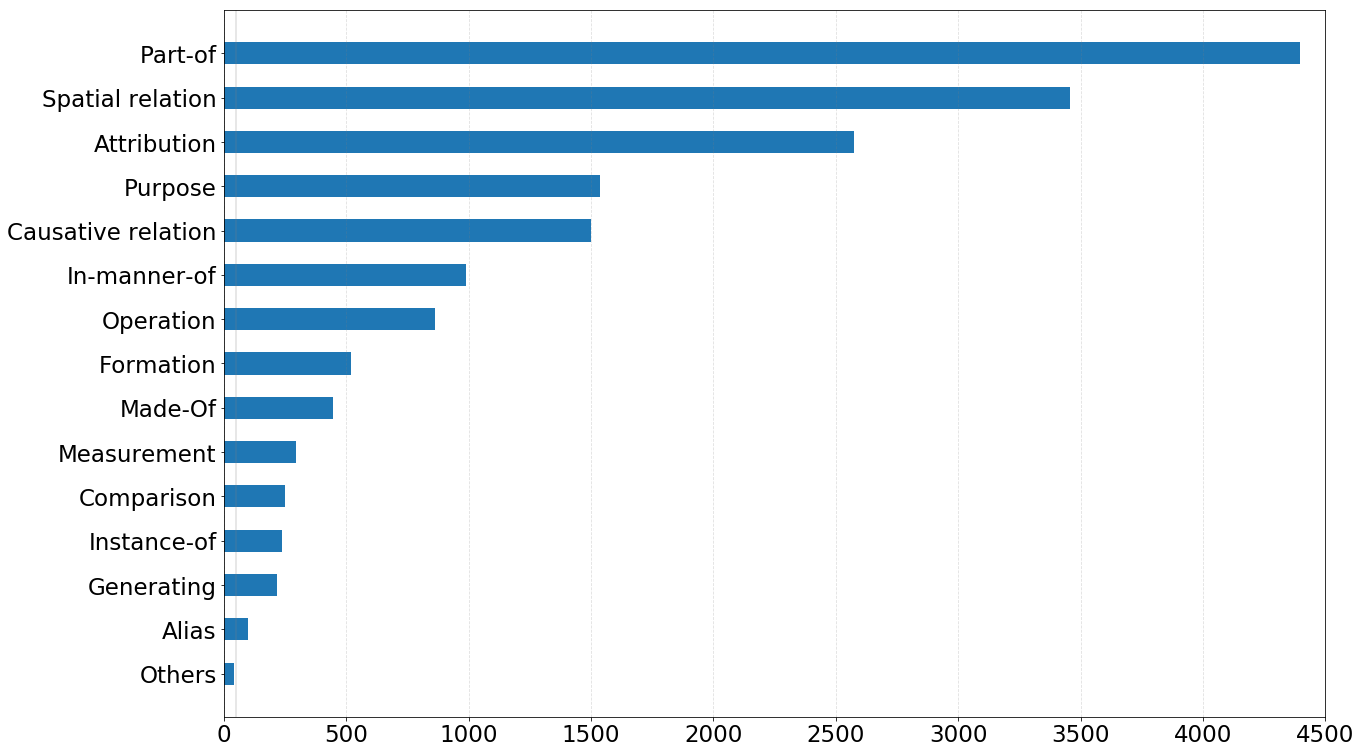 Part-of
Spatial relation
Attribution
Purpose
Causative relation
In-manner-of
Operation
Formation
Made-Of
Measurement
Comparison
Instance-of
Generating
Alias
Others
0 500 1000 1500 2000 2500 3000 3500 4000 4500